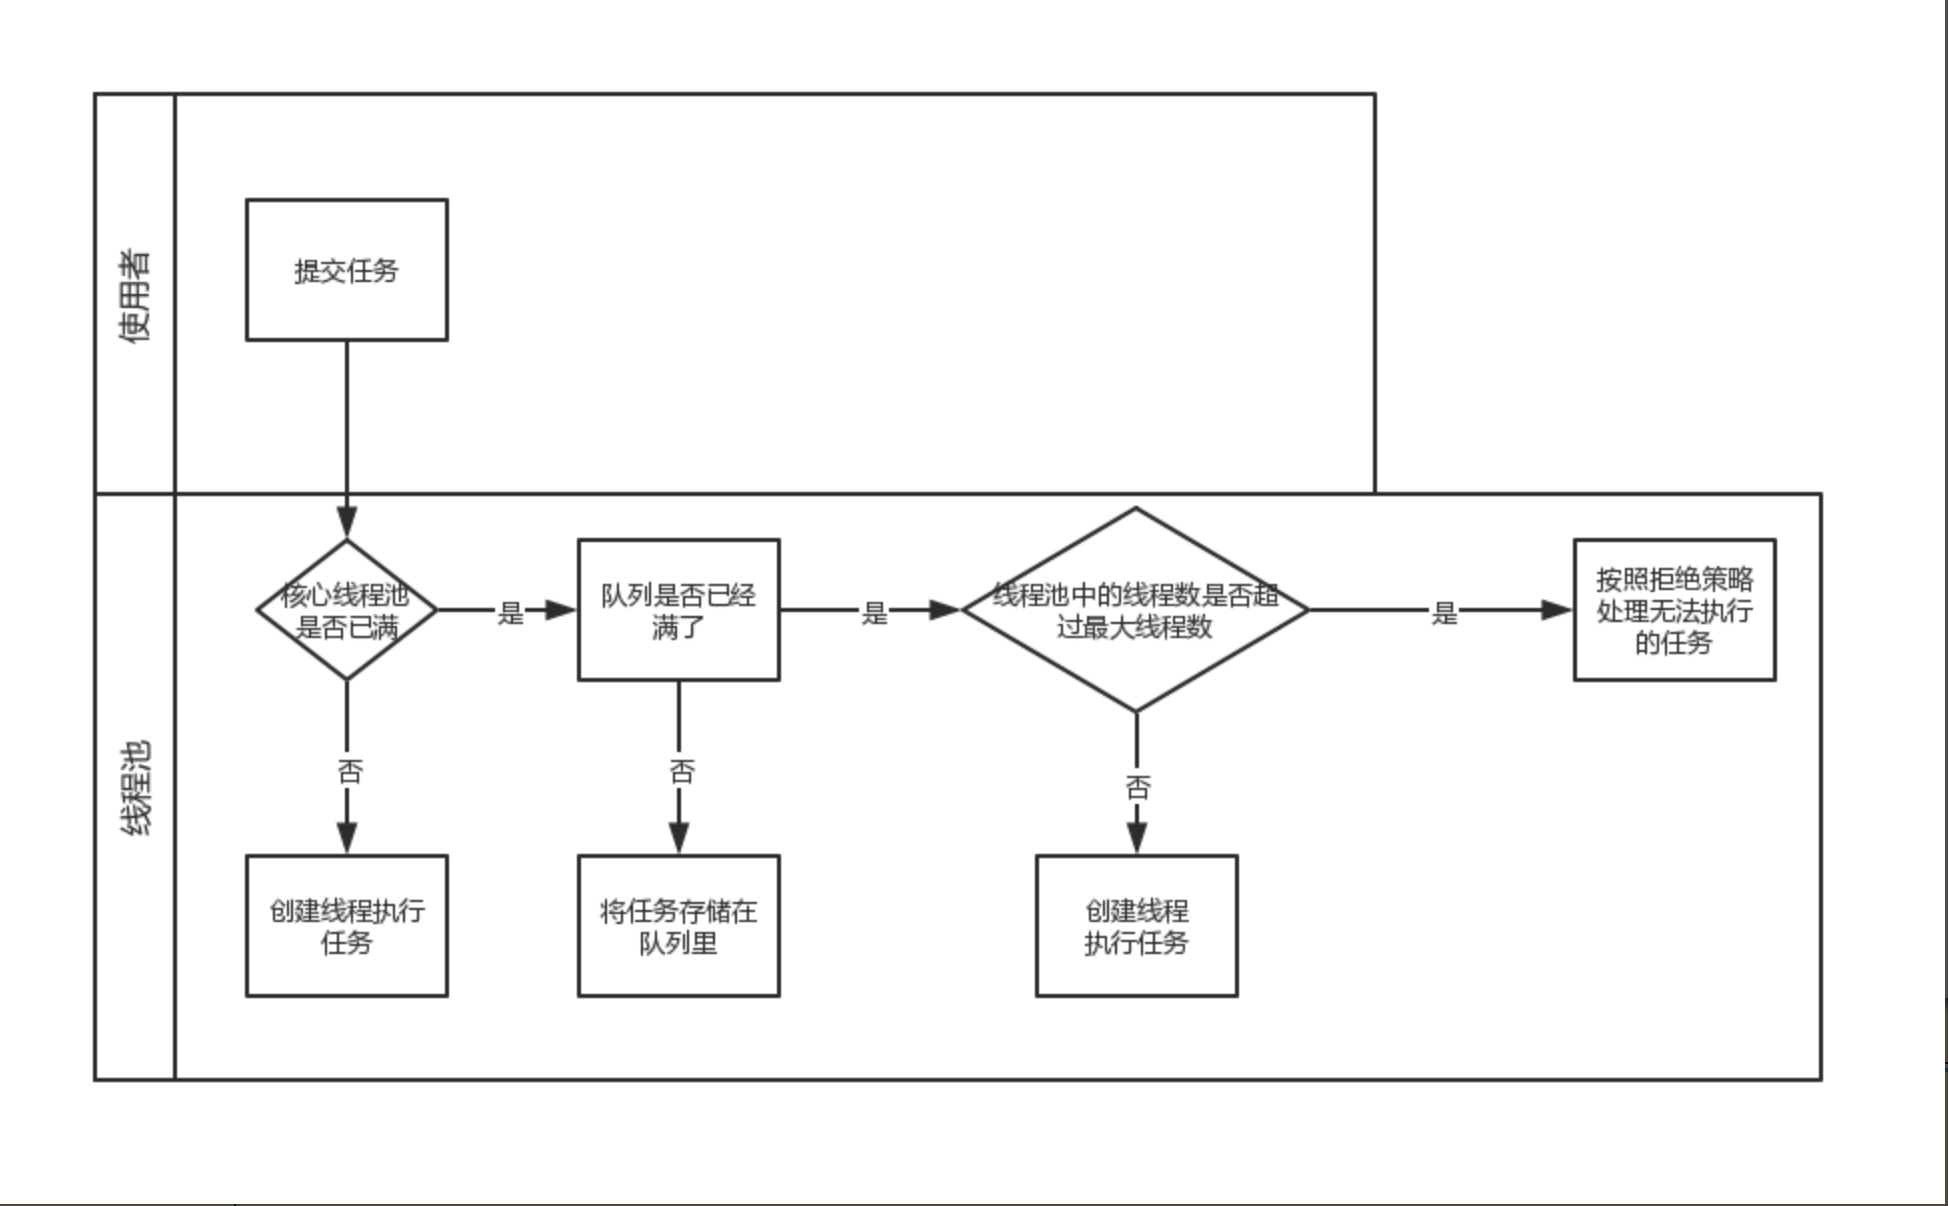 使用者
提交任务
线程池
核心线程池
是否已满
是
队列是否已经
满了
是
线程池中的线程数是否超
过最大线程数
是
按照拒绝策略
处理无法执行
的任务
否
否
否
创建线程执行
任务
将任务存储在
队列里
创建线程
执行任务